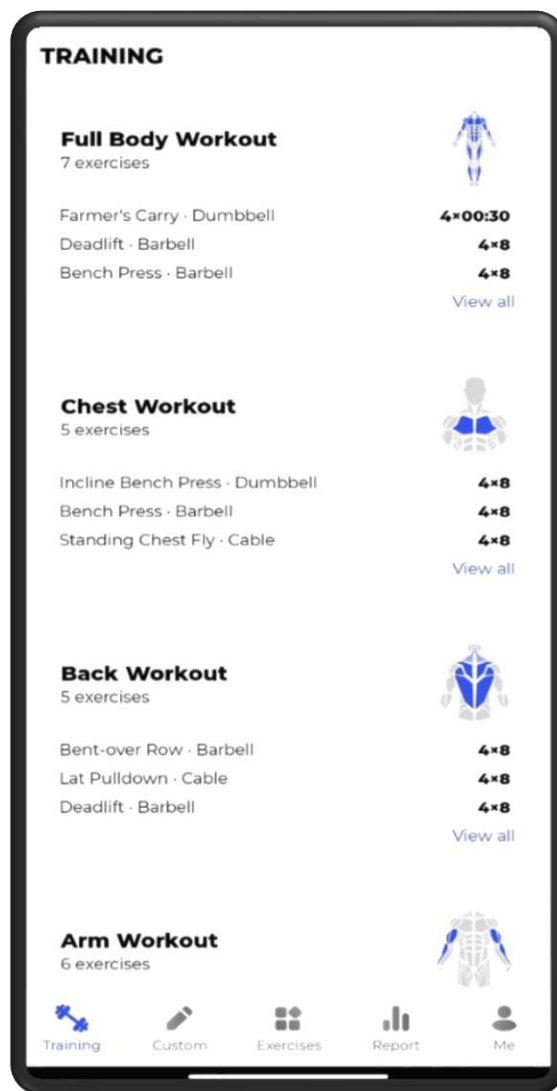 TRAINING
Full Body Workout
7 exercises
Farmer's Carry · Dumbbell 4×00:30
Deadlift · Barbell 4×8
Bench Press · Barbell 4×8
View all
Chest Workout
5 exercises
Incline Bench Press · Dumbbell 4×8
Bench Press · Barbell 4×8
Standing Chest Fly · Cable 4×8
View all
Back Workout
5 exercises
Bent-over Row · Barbell 4×8
Lat Pulldown · Cable 4×8
Deadlift · Barbell 4×8
View all
Arm Workout
6 exercises
Training Custom Exercises Report Me